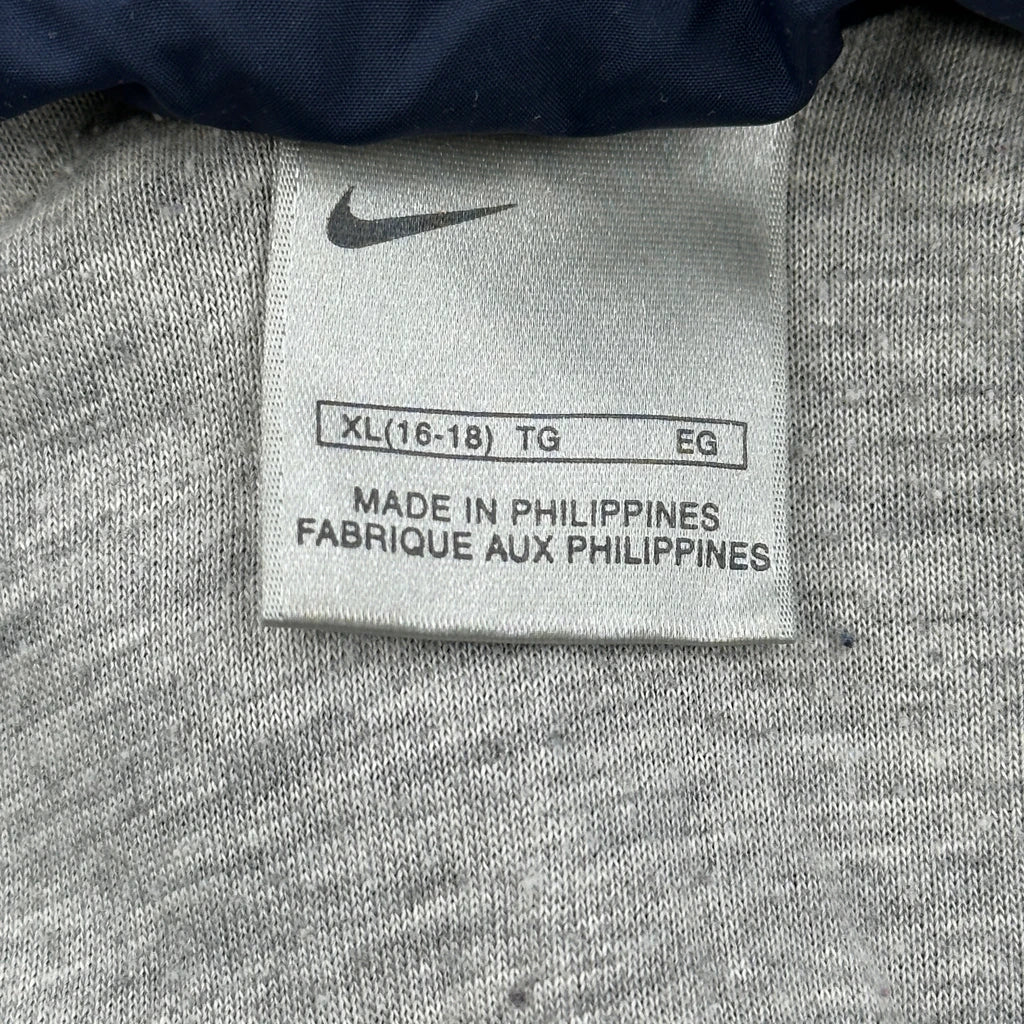 XL(16-18) TG EG
MADE IN PHILIPPINES
FABRIQUE AUX PHILIPPINES